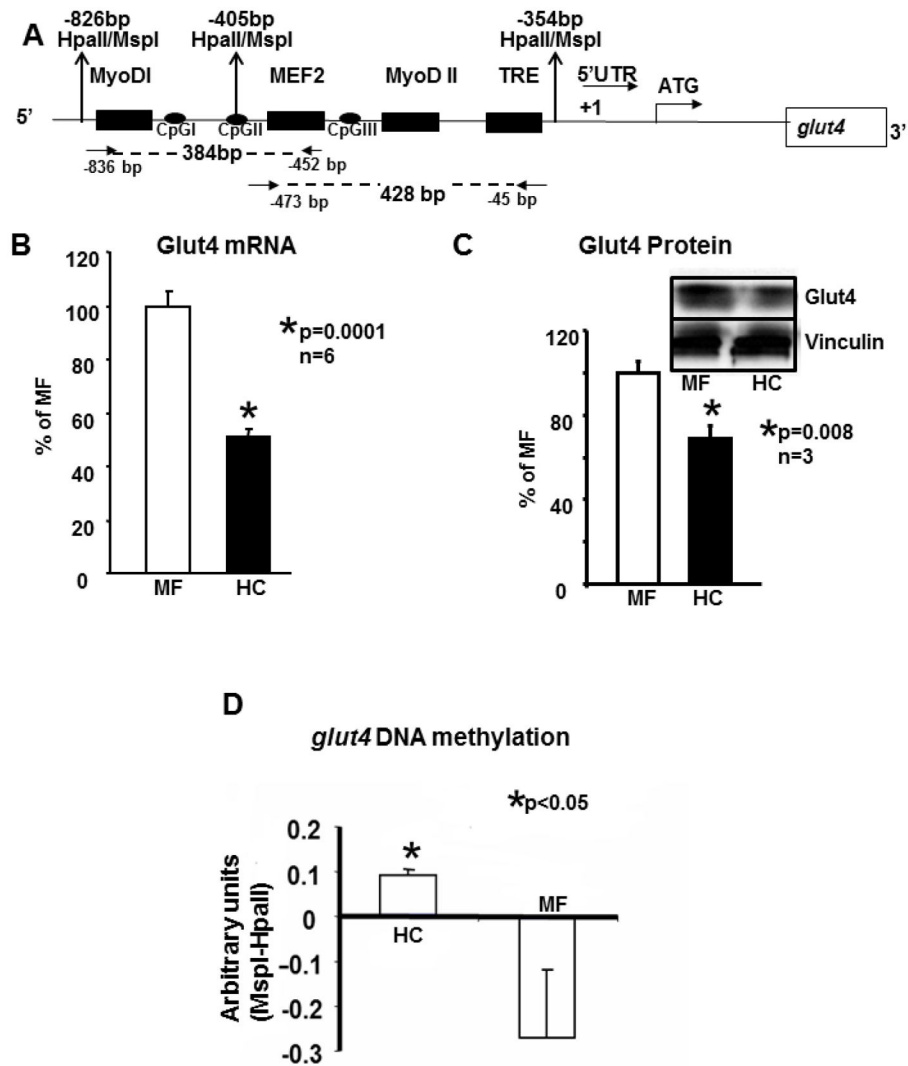 A
-826bp -405bp -354bp
HpaII/MspI HpaII/MspI HpaII/MspI
MyoDI MEF2 MyoD II TRE 5'UTR ATG
+1
5' CpGI CpGII CpGIII glut4 3'
384bp
-836 bp -452 bp
428 bp
-473 bp -45 bp
B
Glut4 mRNA
120
100
80
60
40
20
0
% of MF
*
*p=0.0001
n=6
MF HC
C
Glut4 Protein
Glut4
Vinculin
MF HC
120
80
40
0
% of MF
*
*p=0.008
n=3
MF HC
D
glut4 DNA methylation
*p<0.05
0.2
0.1
0
-0.1
-0.2
-0.3
Arbitrary units
(MspI-HpaII)
*
HC
MF